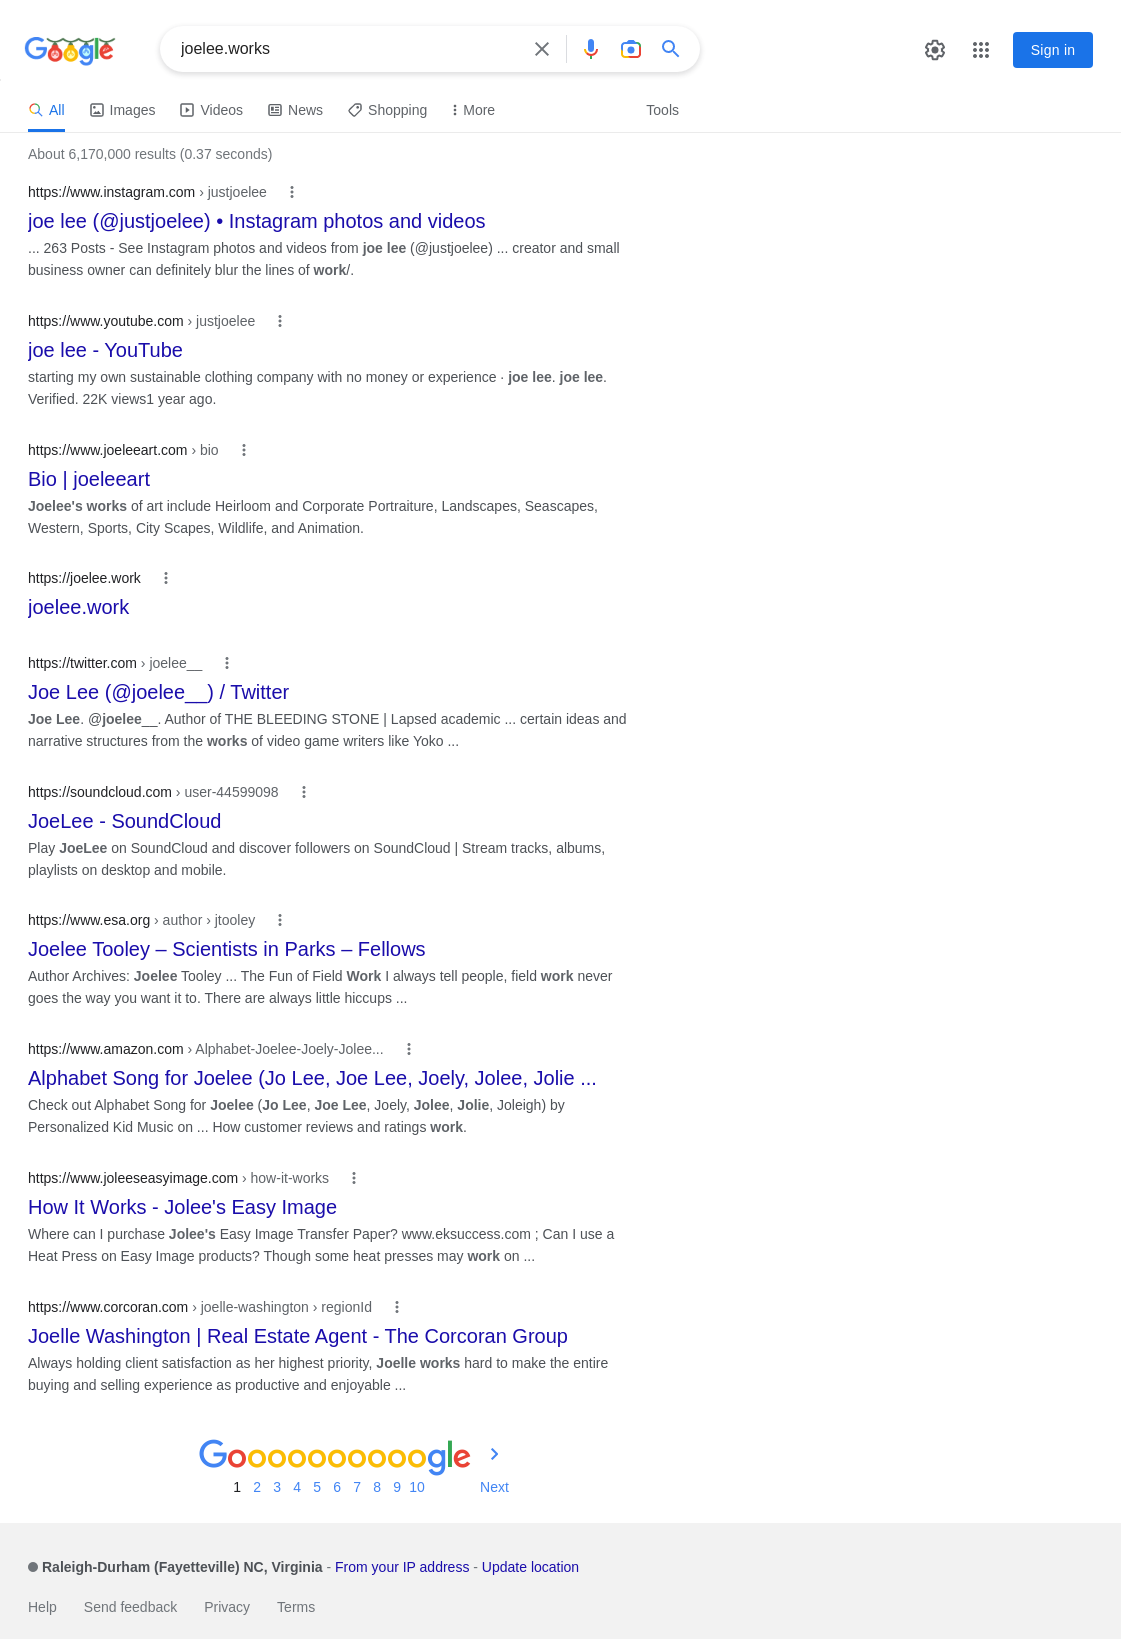 Google
joelee.works
Sign in
All Images Videos News Shopping More Tools
About 6,170,000 results (0.37 seconds)
https://www.instagram.com › justjoelee
joe lee (@justjoelee) • Instagram photos and videos
... 263 Posts - See Instagram photos and videos from joe lee (@justjoelee) ... creator and small
business owner can definitely blur the lines of work/.
https://www.youtube.com › justjoelee
joe lee - YouTube
starting my own sustainable clothing company with no money or experience · joe lee. joe lee.
Verified. 22K views1 year ago.
https://www.joeleeart.com › bio
Bio | joeleeart
Joelee's works of art include Heirloom and Corporate Portraiture, Landscapes, Seascapes,
Western, Sports, City Scapes, Wildlife, and Animation.
https://joelee.work
joelee.work
https://twitter.com › joelee__
Joe Lee (@joelee__) / Twitter
Joe Lee. @joelee__. Author of THE BLEEDING STONE | Lapsed academic ... certain ideas and
narrative structures from the works of video game writers like Yoko ...
https://soundcloud.com › user-44599098
JoeLee - SoundCloud
Play JoeLee on SoundCloud and discover followers on SoundCloud | Stream tracks, albums,
playlists on desktop and mobile.
https://www.esa.org › author › jtooley
Joelee Tooley – Scientists in Parks – Fellows
Author Archives: Joelee Tooley ... The Fun of Field Work I always tell people, field work never
goes the way you want it to. There are always little hiccups ...
https://www.amazon.com › Alphabet-Joelee-Joely-Jolee...
Alphabet Song for Joelee (Jo Lee, Joe Lee, Joely, Jolee, Jolie ...
Check out Alphabet Song for Joelee (Jo Lee, Joe Lee, Joely, Jolee, Jolie, Joleigh) by
Personalized Kid Music on ... How customer reviews and ratings work.
https://www.joleeseasyimage.com › how-it-works
How It Works - Jolee's Easy Image
Where can I purchase Jolee's Easy Image Transfer Paper? www.eksuccess.com ; Can I use a
Heat Press on Easy Image products? Though some heat presses may work on ...
https://www.corcoran.com › joelle-washington › regionId
Joelle Washington | Real Estate Agent - The Corcoran Group
Always holding client satisfaction as her highest priority, Joelle works hard to make the entire
buying and selling experience as productive and enjoyable ...
Goooooooooogle
1 2 3 4 5 6 7 8 9 10 Next
Raleigh-Durham (Fayetteville) NC, Virginia - From your IP address - Update location
Help Send feedback Privacy Terms